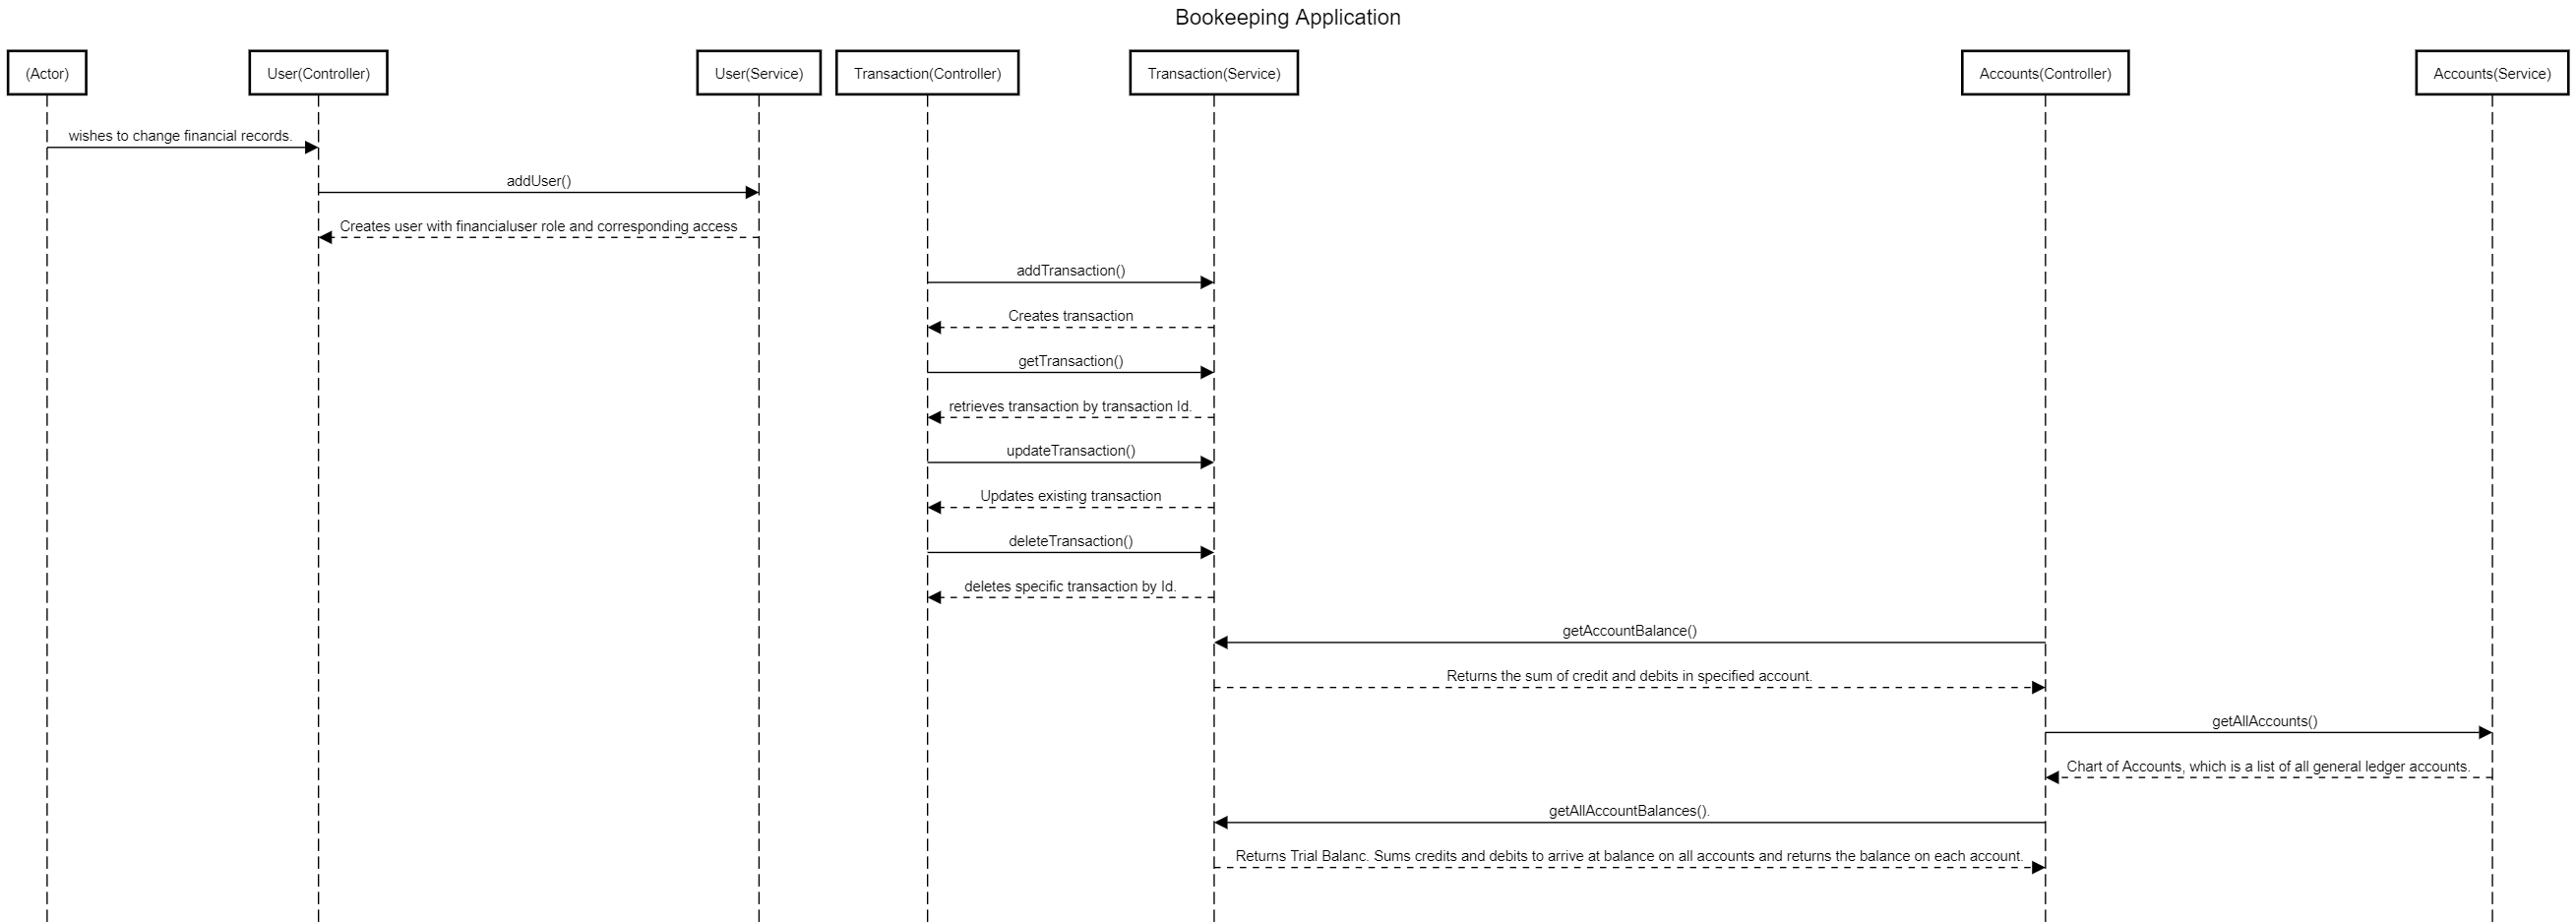 Bookeeping Application
(Actor)
User(Controller)
User(Service)
Transaction(Controller)
Transaction(Service)
Accounts(Controller)
Accounts(Service)
wishes to change financial records.
addUser()
Creates user with financialuser role and corresponding access
addTransaction()
Creates transaction
getTransaction()
retrieves transaction by transaction Id.
updateTransaction()
Updates existing transaction
deleteTransaction()
deletes specific transaction by Id.
getAccountBalance()
Returns the sum of credit and debits in specified account.
getAllAccounts()
Chart of Accounts, which is a list of all general ledger accounts.
getAllAccountBalances().
Returns Trial Balanc. Sums credits and debits to arrive at balance on all accounts and returns the balance on each account.